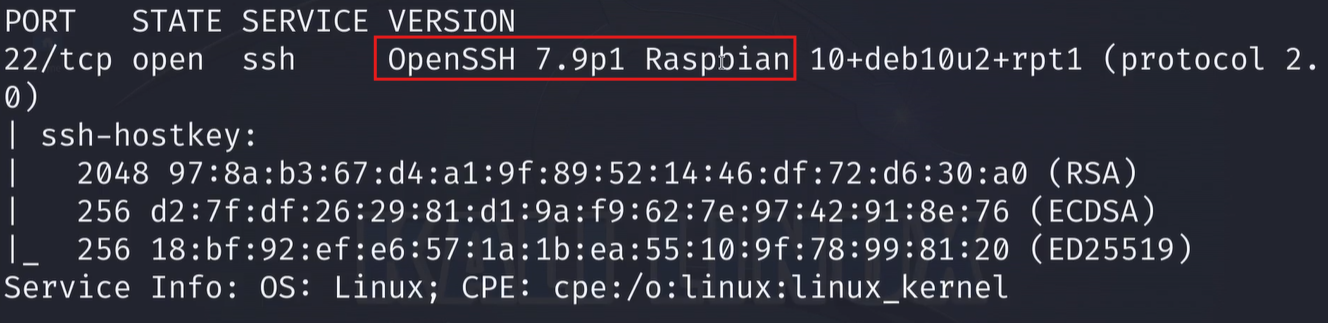 PORT   STATE SERVICE VERSION
22/tcp open  ssh     OpenSSH 7.9p1 Raspbian 10+deb10u2+rpt1 (protocol 2.
0)
| ssh-hostkey:
|   2048 97:8a:b3:67:d4:a1:9f:89:52:14:46:df:72:d6:30:a0 (RSA)
|   256 d2:7f:df:26:29:81:d1:9a:f9:62:7e:97:42:91:8e:76 (ECDSA)
|_  256 18:bf:92:ef:e6:57:1a:1b:ea:55:10:9f:78:99:81:20 (ED25519)
Service Info: OS: Linux; CPE: cpe:/o:linux:linux_kernel